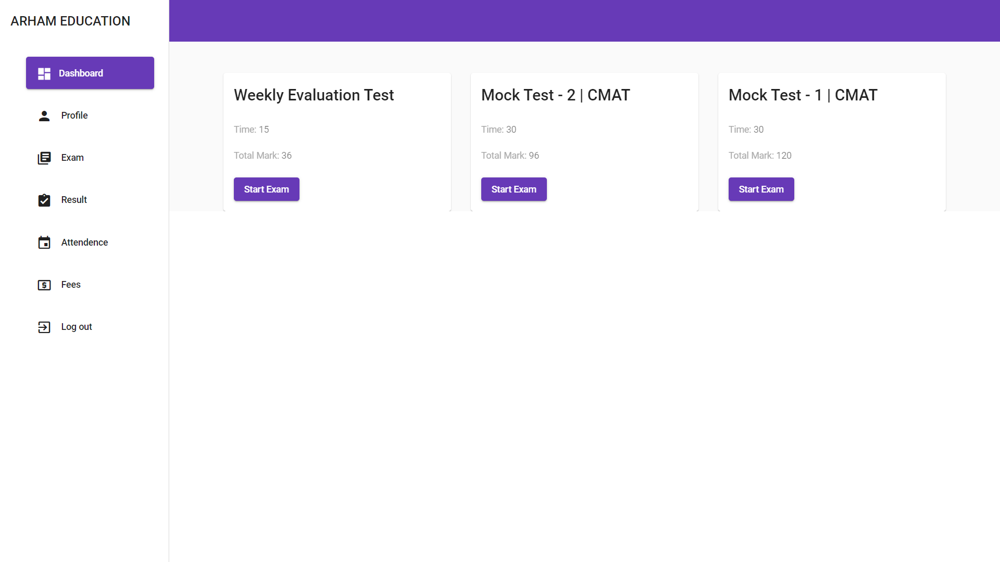 ARHAM EDUCATION
Dashboard
Profile
Exam
Result
Attendence
Fees
Log out
Weekly Evaluation Test
Time: 15
Total Mark: 36
Start Exam
Mock Test - 2 | CMAT
Time: 30
Total Mark: 96
Start Exam
Mock Test - 1 | CMAT
Time: 30
Total Mark: 120
Start Exam